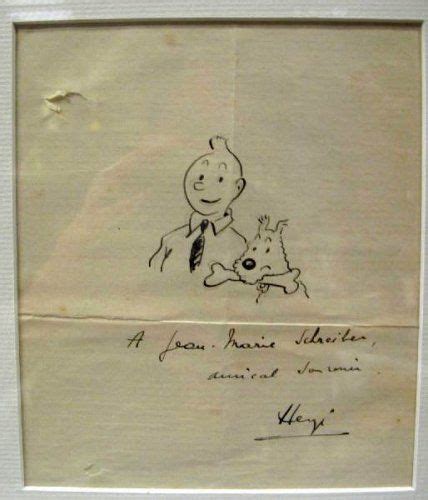 A Jean-Marie Schreiber,
amical souvenir
Hergé